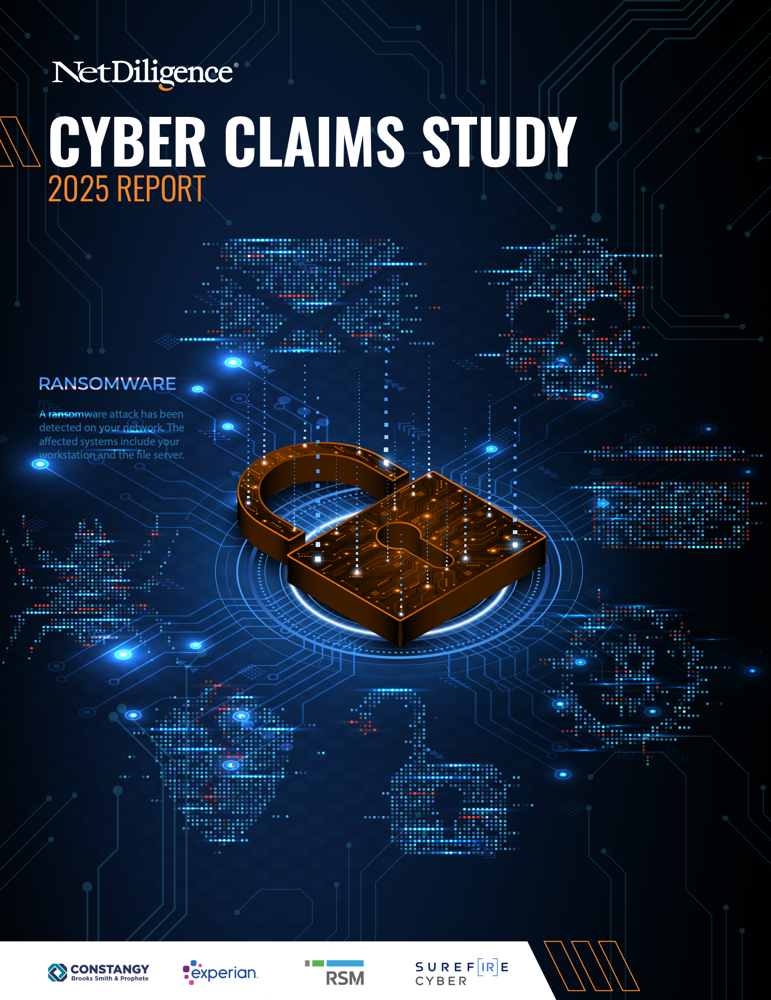 NetDiligence®
CYBER CLAIMS STUDY
2025 REPORT
RANSOMWARE
A ransomware attack has been
detected on your network. The
affected systems include your
workstation and the file server.
CONSTANGY
Brooks Smith & Prophete
experian.
RSM
SUREF[IR]E
CYBER